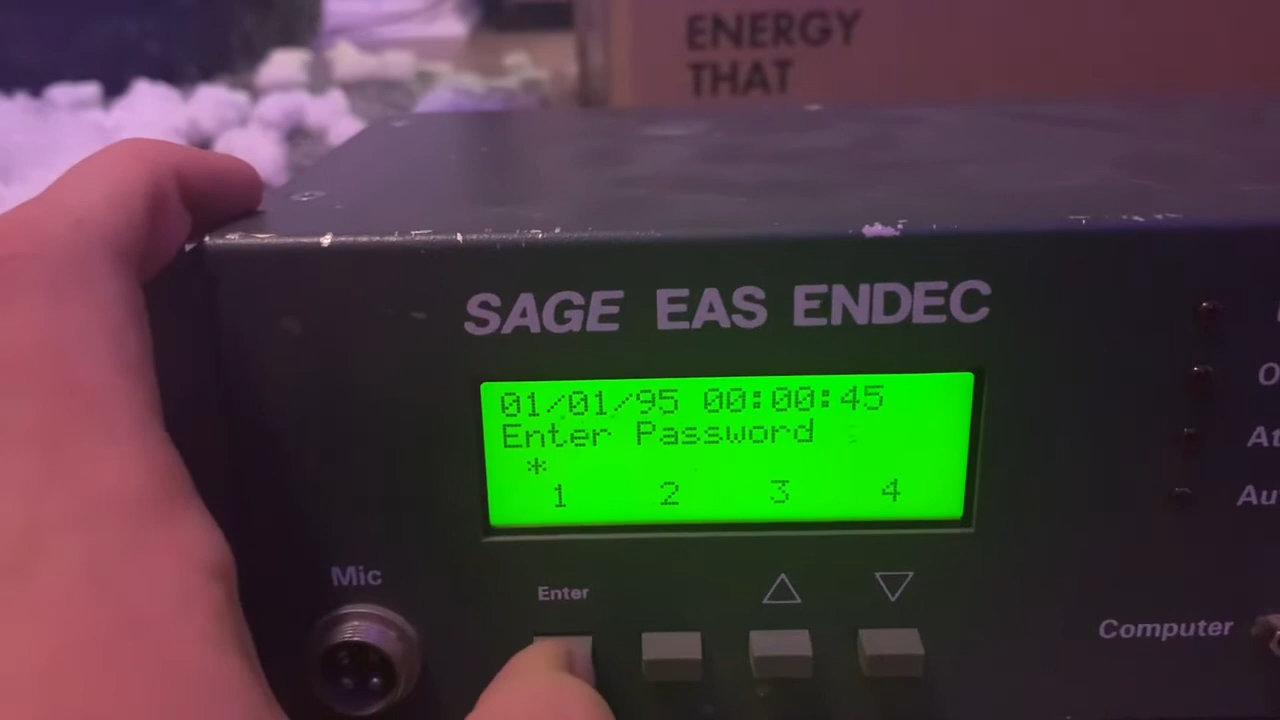 ENERGY
THAT
SAGE EAS ENDEC
01/01/95 00:00:45
Enter Password
*
1 2 3 4
Mic
Enter
Computer